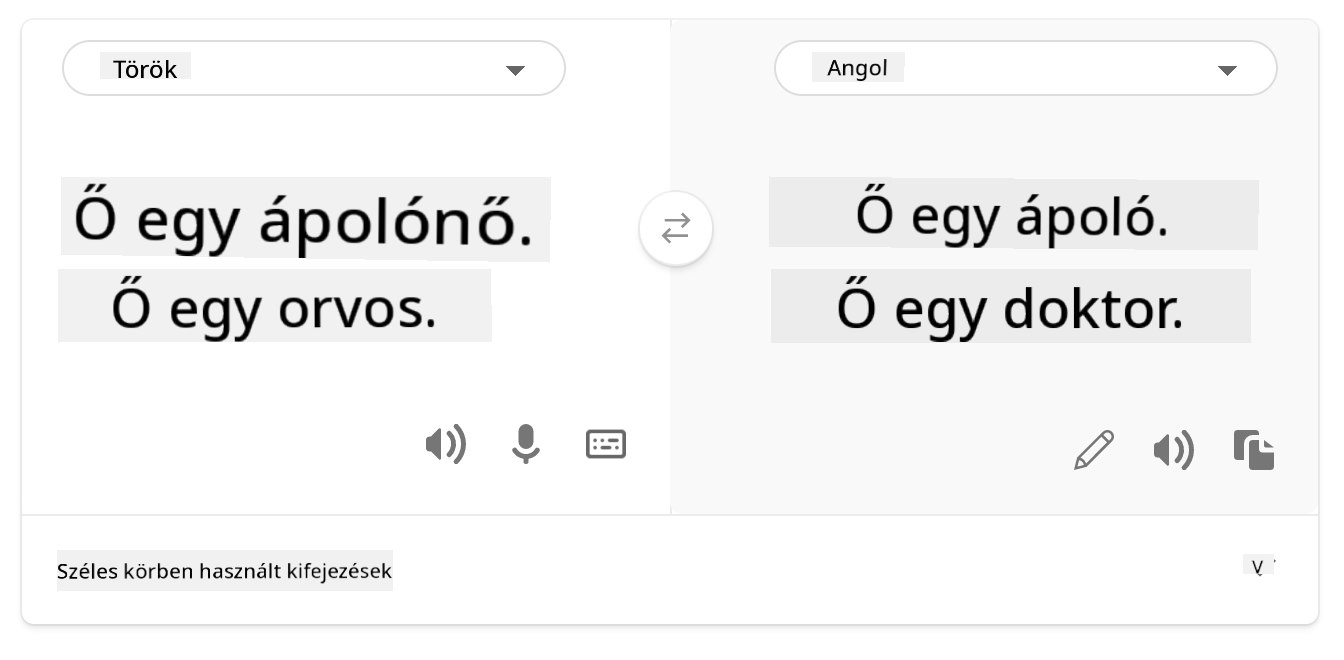 Török
Angol
Ő egy ápolónő.
Ő egy ápoló.
Ő egy orvos.
Ő egy doktor.
Széles körben használt kifejezések